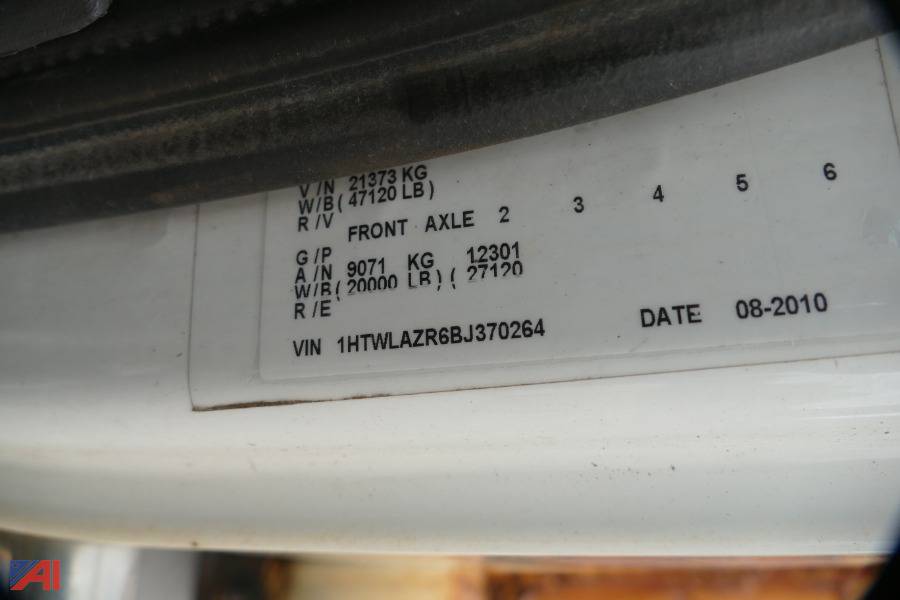 V/N 21373 KG
W/B ( 47120 LB )
R/V
FRONT AXLE 2 3 4 5 6
G/P
A/N 9071 KG 12301
W/B ( 20000 LB ) ( 27120
R/E
VIN 1HTWLAZR6BJ370264 DATE 08-2010
AI